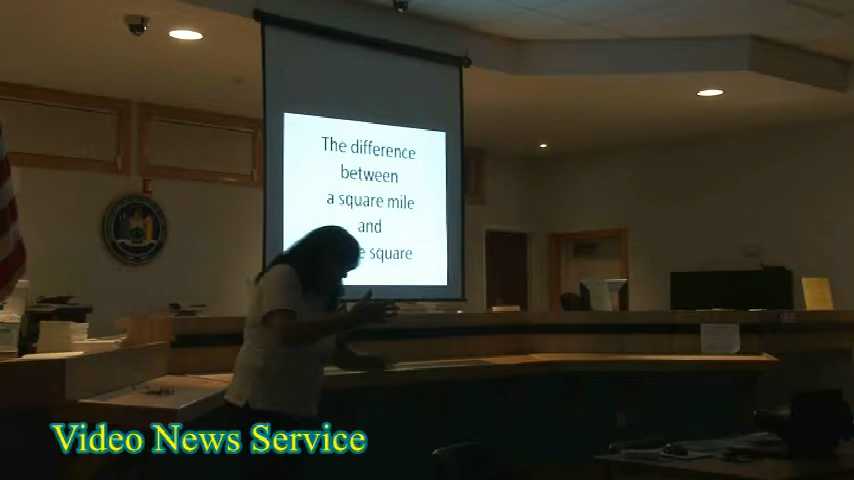 The difference
between
a square mile
and
square
Video News Service